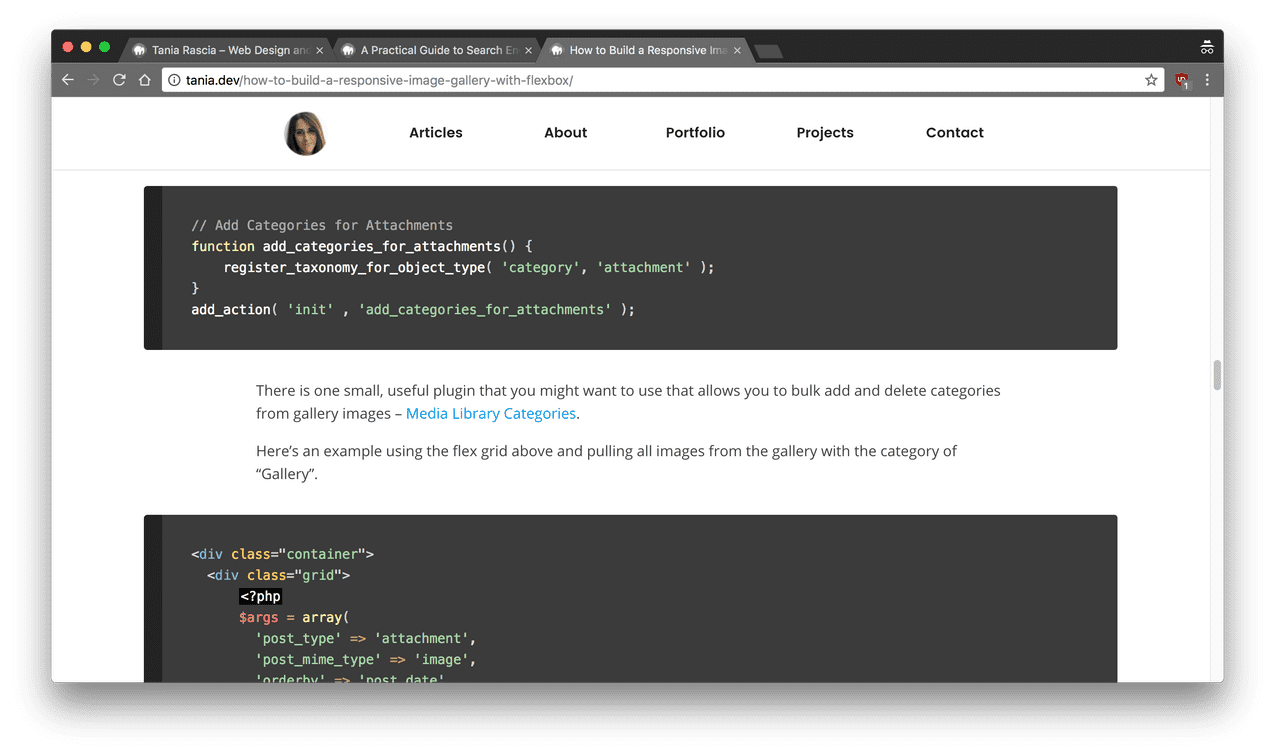 Tania Rascia – Web Design and
A Practical Guide to Search En
How to Build a Responsive Ima
tania.dev/how-to-build-a-responsive-image-gallery-with-flexbox/
1
Articles About Portfolio Projects Contact
// Add Categories for Attachments
function add_categories_for_attachments() {
    register_taxonomy_for_object_type( 'category', 'attachment' );
}
add_action( 'init' , 'add_categories_for_attachments' );
There is one small, useful plugin that you might want to use that allows you to bulk add and delete categories
from gallery images – Media Library Categories.
Here’s an example using the flex grid above and pulling all images from the gallery with the category of
“Gallery”.
<div class="container">
  <div class="grid">
      <?php
      $args = array(
        'post_type' => 'attachment',
        'post_mime_type' => 'image',
        'orderby' => 'post_date'